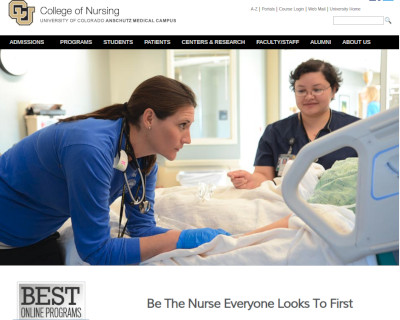 College of Nursing
A-Z | Portals | Course Login | Web Mail | University Home
UNIVERSITY OF COLORADO ANSCHUTZ MEDICAL CAMPUS
ADMISSIONS PROGRAMS STUDENTS PATIENTS CENTERS & RESEARCH FACULTY/STAFF ALUMNI ABOUT US
BEST
ONLINE PROGRAMS
Be The Nurse Everyone Looks To First